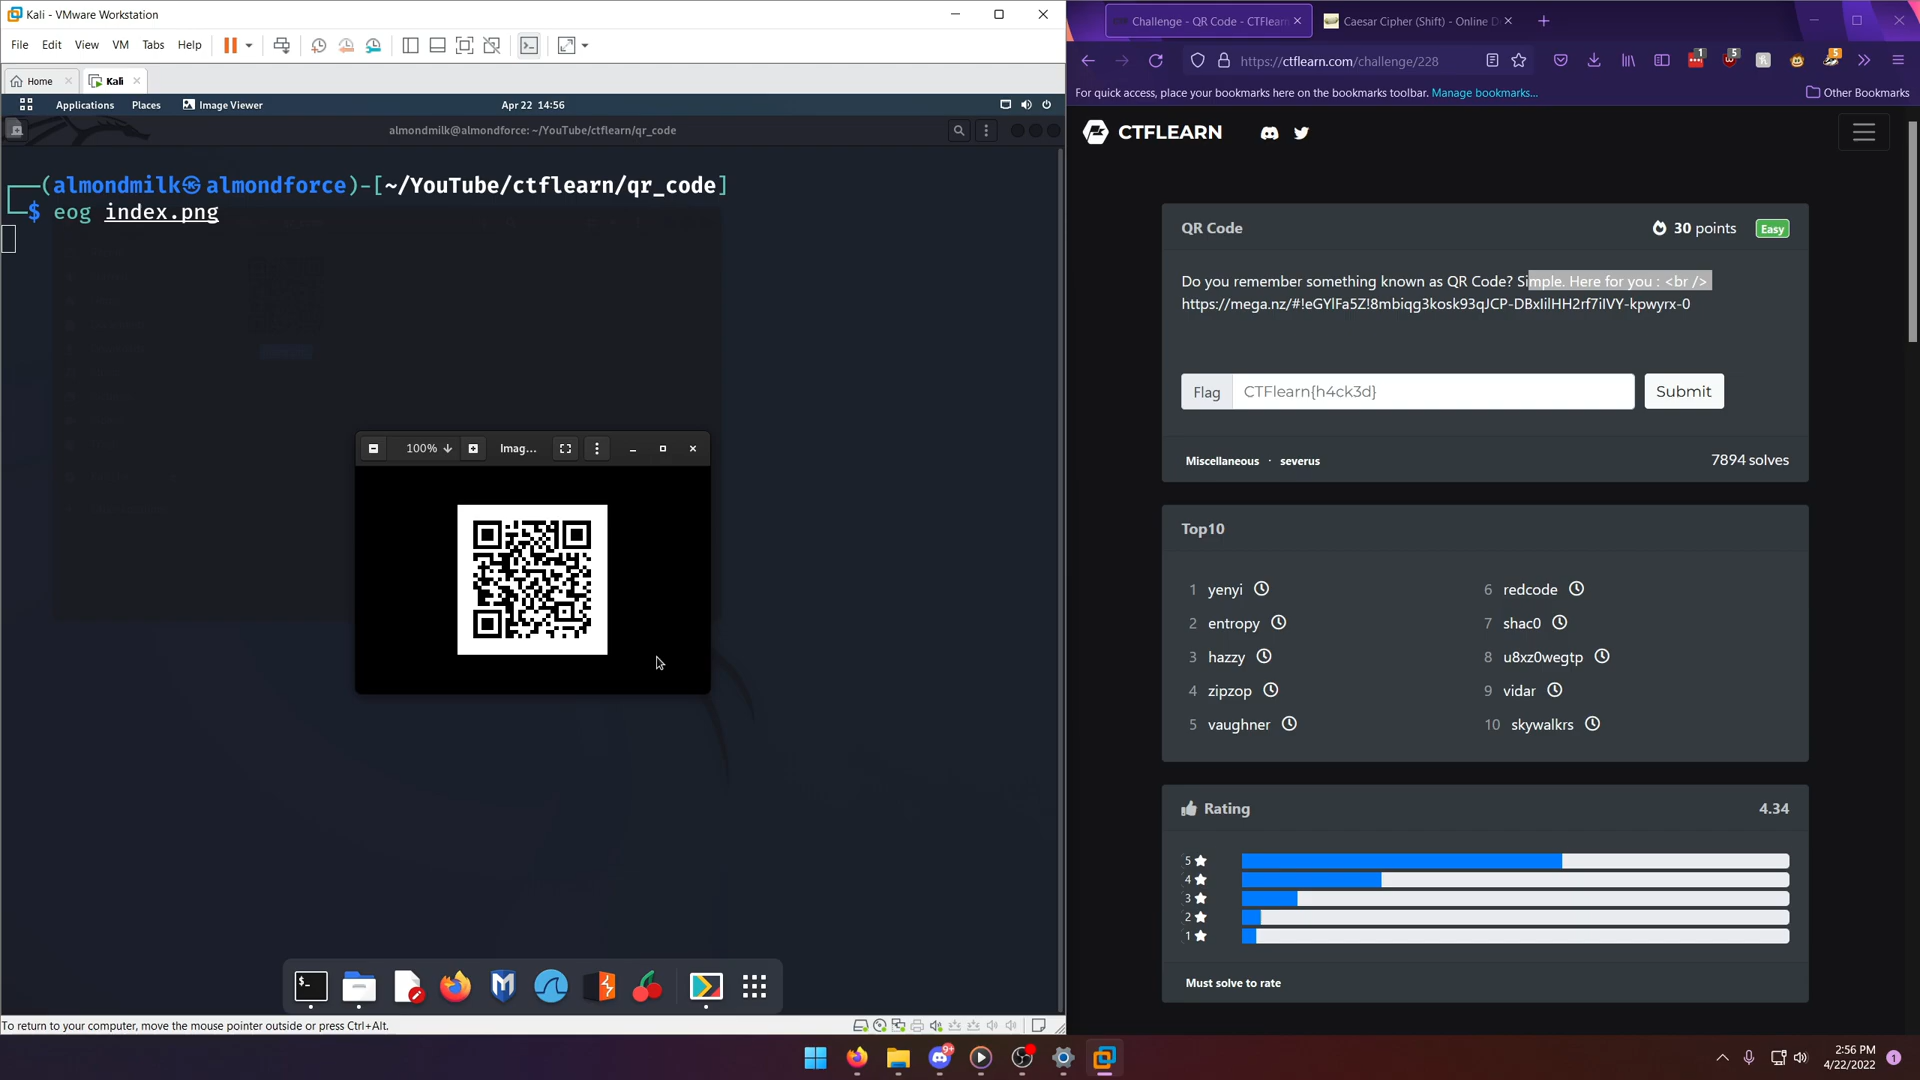 Kali - VMware Workstation
File Edit View VM Tabs Help
Home Kali
Applications Places Image Viewer Apr 22 14:56
almondmilk@almondforce: ~/YouTube/ctflearn/qr_code
(almondmilk㉿almondforce)-[~/YouTube/ctflearn/qr_code]
$ eog index.png
100% Imag...
To return to your computer, move the mouse pointer outside or press Ctrl+Alt.
Challenge - QR Code - CTFlearn
Caesar Cipher (Shift) - Online D
https://ctflearn.com/challenge/228
1 5 5
For quick access, place your bookmarks here on the bookmarks toolbar. Manage bookmarks...
Other Bookmarks
CTFLEARN
QR Code 30 points Easy
Do you remember something known as QR Code? Simple. Here for you : <br />
https://mega.nz/#!eGYlFa5Z!8mbiqg3kosk93qJCP-DBxIilHH2rf7iIVY-kpwyrx-0
Flag CTFlearn{h4ck3d} Submit
Miscellaneous · severus 7894 solves
Top10
1 yenyi 6 redcode
2 entropy 7 shac0
3 hazzy 8 u8xz0wegtp
4 zipzop 9 vidar
5 vaughner 10 skywalkrs
Rating 4.34
5
4
3
2
1
Must solve to rate
9+
2:56 PM
4/22/2022
1